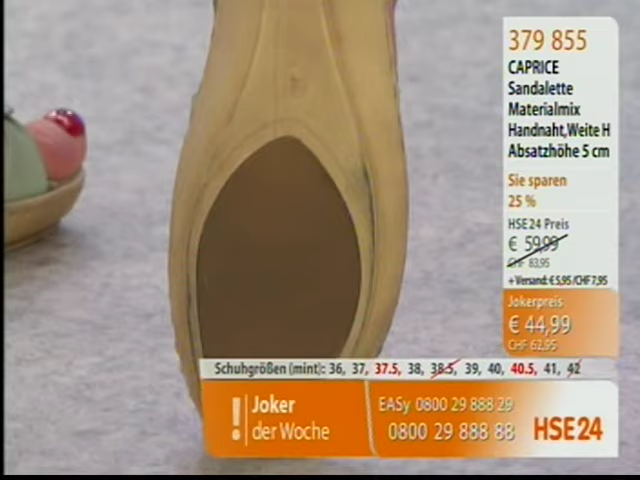 379 855
CAPRICE
Sandalette
Materialmix
Handnaht,Weite H
Absatzhöhe 5 cm
Sie sparen
25 %
HSE24 Preis
€ 59,99
CHF 83,95
+ Versand: € 5,95 /CHF 7,95
Jokerpreis
€ 44,99
CHF 62,95
Schuhgrößen (mint): 36, 37, 37.5, 38, 38.5, 39, 40, 40.5, 41, 42
! Joker
der Woche
EASy 0800 29 888 29
0800 29 888 88
HSE24